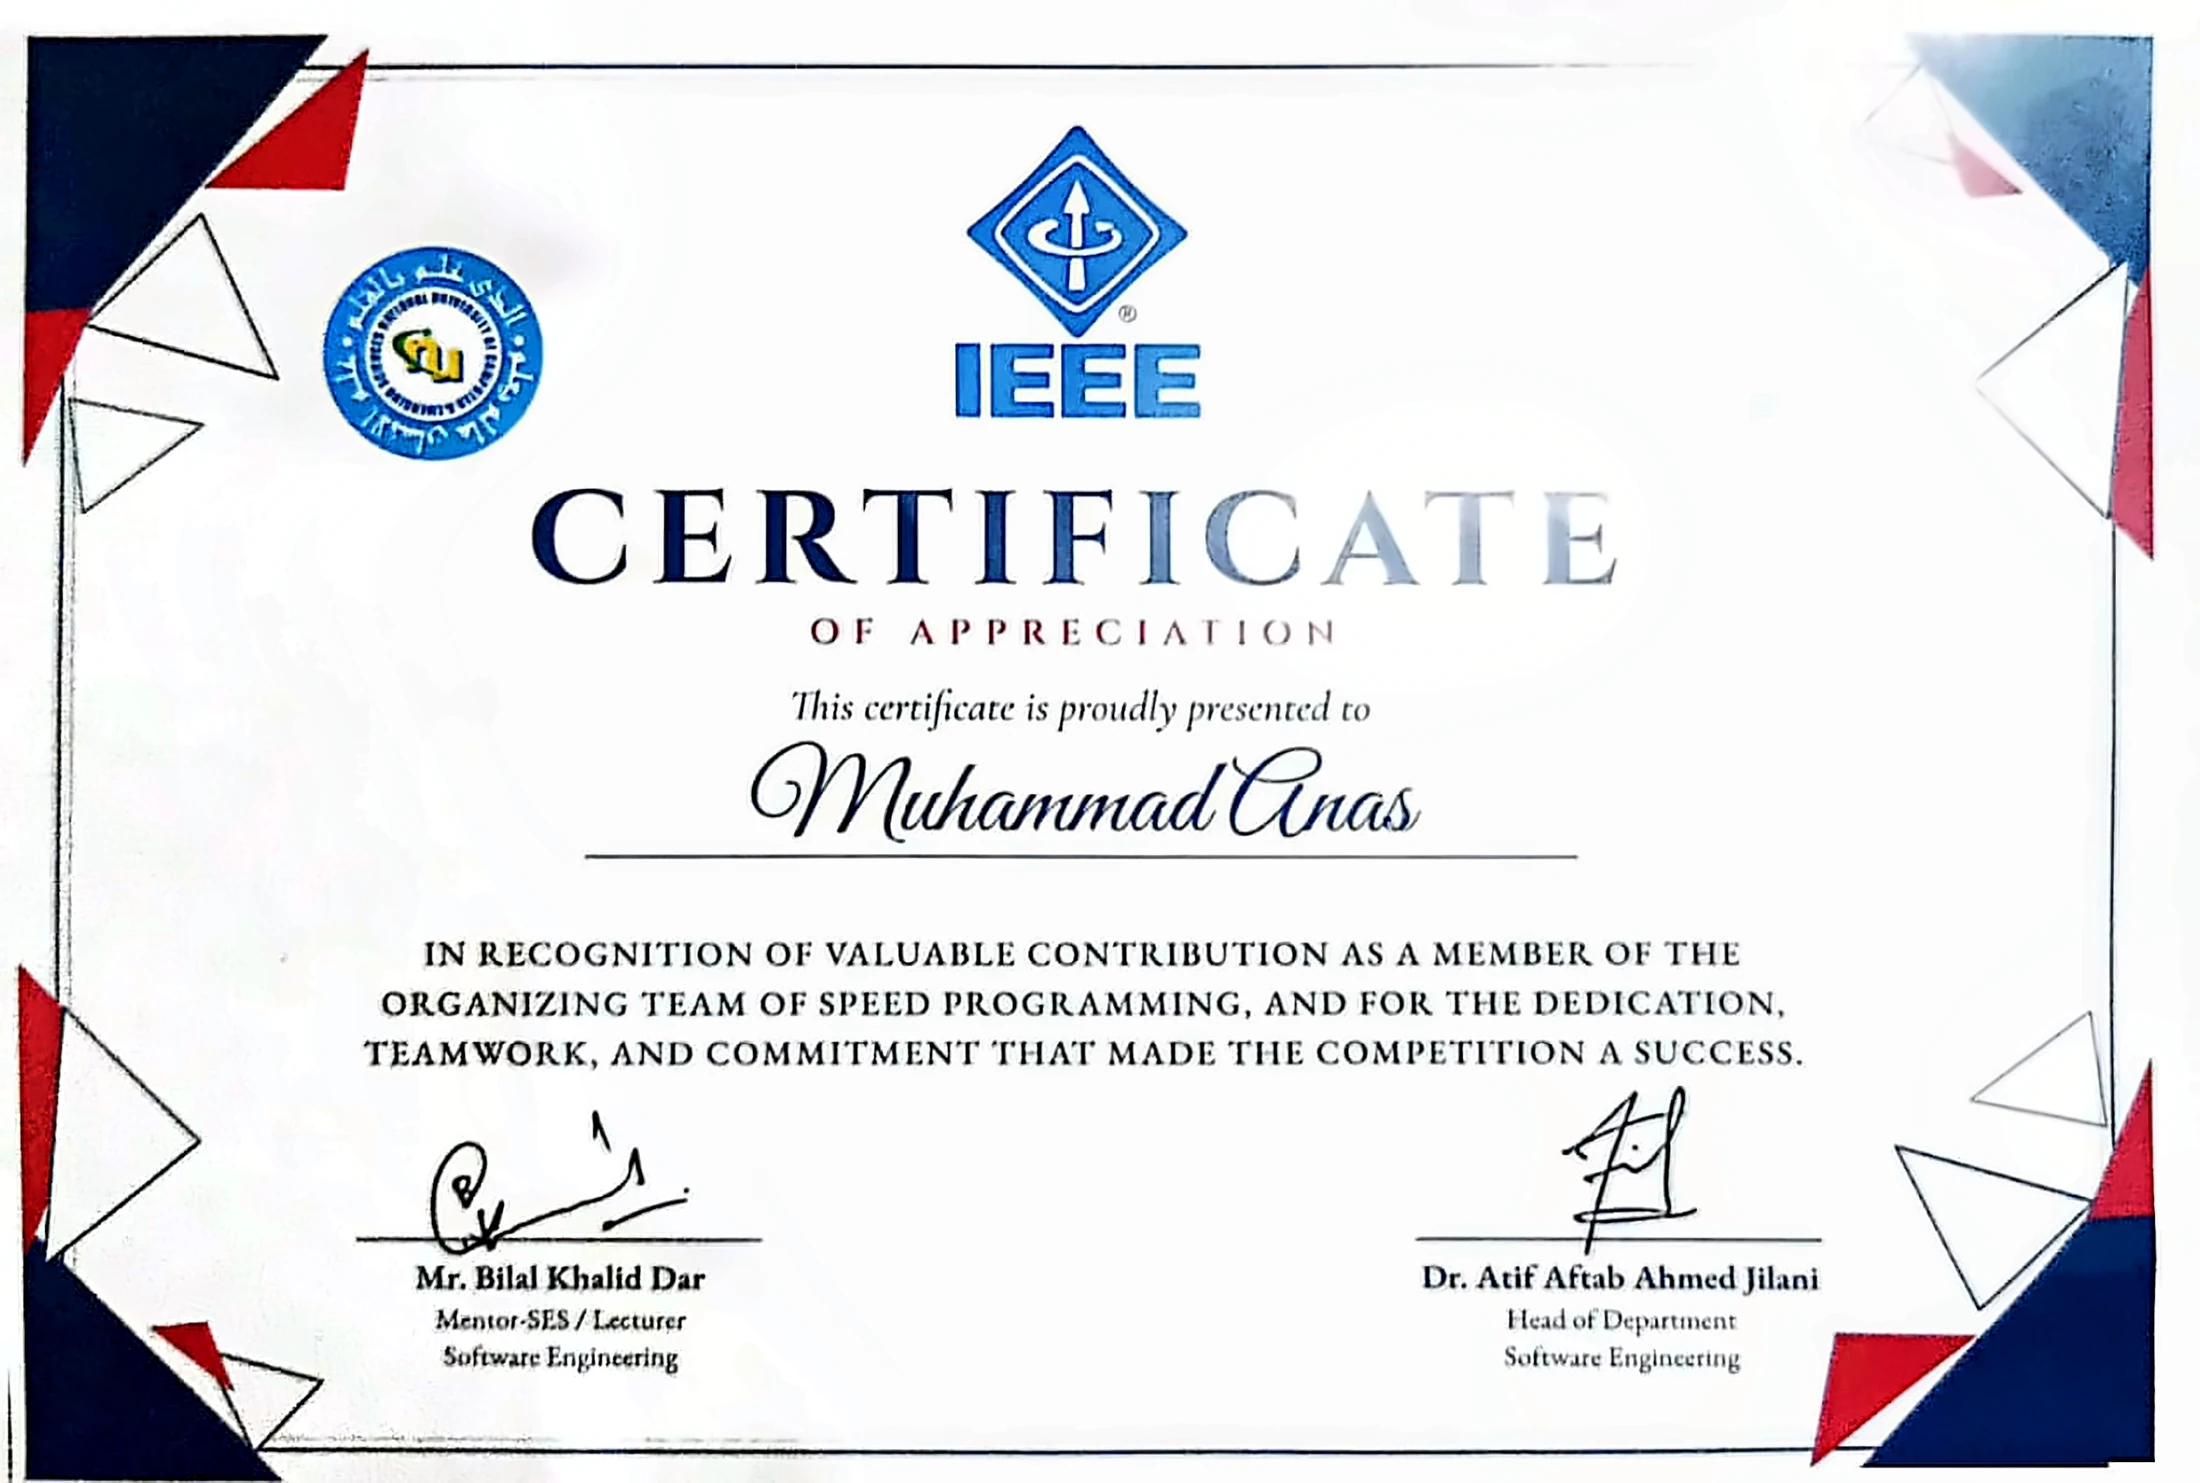 IEEE
®
CERTIFICATE
OF APPRECIATION
This certificate is proudly presented to
Muhammad Anas
IN RECOGNITION OF VALUABLE CONTRIBUTION AS A MEMBER OF THE
ORGANIZING TEAM OF SPEED PROGRAMMING, AND FOR THE DEDICATION,
TEAMWORK, AND COMMITMENT THAT MADE THE COMPETITION A SUCCESS.
Mr. Bilal Khalid Dar
Mentor-SES / Lecturer
Software Engineering
Dr. Atif Aftab Ahmed Jilani
Head of Department
Software Engineering